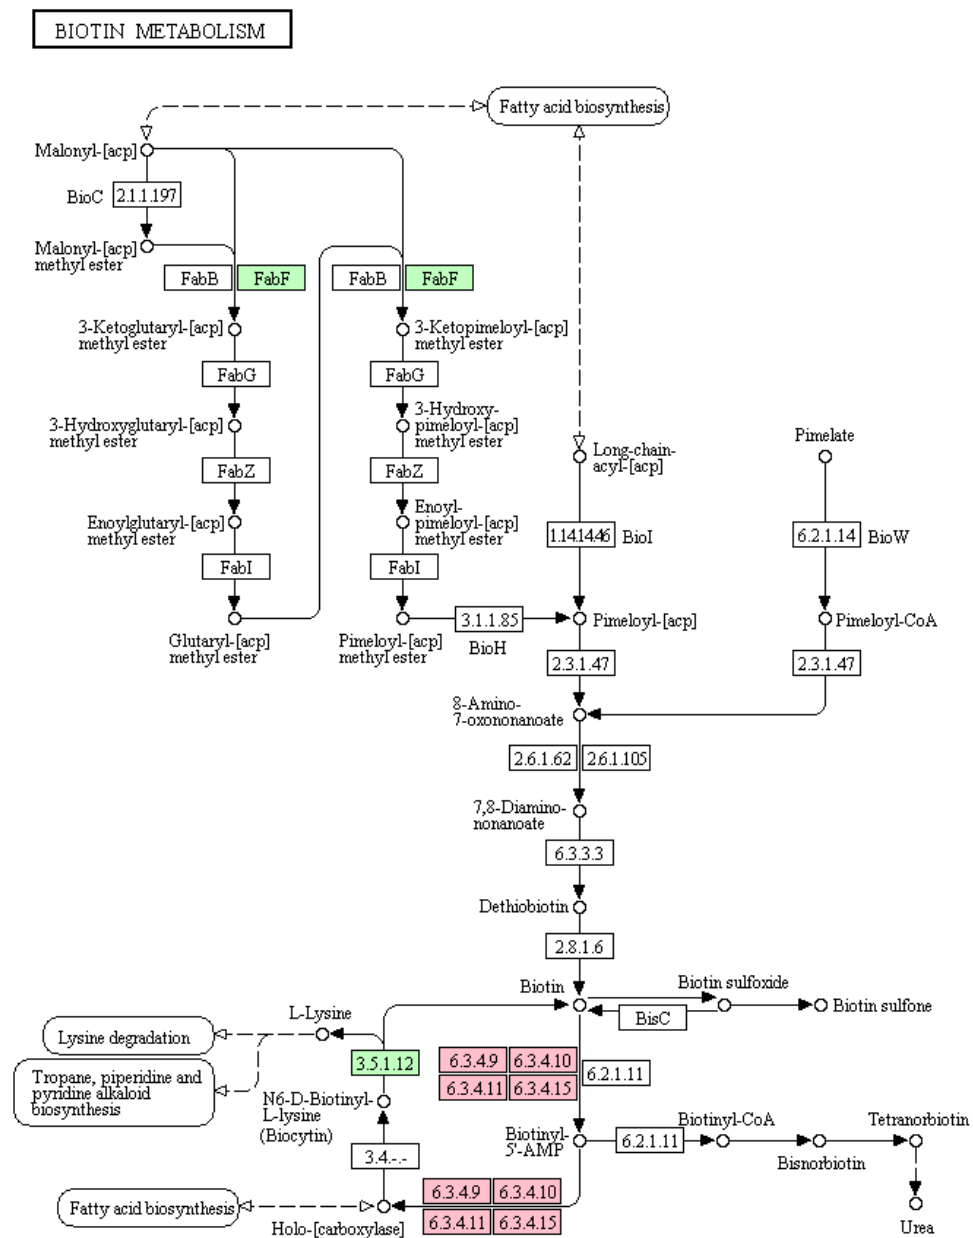 BIOTIN METABOLISM
Fatty acid biosynthesis
Malonyl-[acp]
BioC
2.1.1.197
Malonyl-[acp]
methyl ester
FabB
FabF
FabB
FabF
3-Ketoglutaryl-[acp]
methyl ester
3-Ketopimeloyl-[acp]
methyl ester
FabG
FabG
3-Hydroxyglutaryl-[acp]
methyl ester
3-Hydroxy-
pimeloyl-[acp]
methyl ester
Long-chain-
acyl-[acp]
Pimelate
FabZ
FabZ
Enoylglutaryl-[acp]
methyl ester
Enoyl-
pimeloyl-[acp]
methyl ester
1.14.14.46
BioI
6.2.1.14
BioW
FabI
FabI
Glutaryl-[acp]
methyl ester
Pimeloyl-[acp]
methyl ester
3.1.1.85
BioH
Pimeloyl-[acp]
Pimeloyl-CoA
2.3.1.47
2.3.1.47
8-Amino-
7-oxononanoate
2.6.1.62
2.6.1.105
7,8-Diamino-
nonanoate
6.3.3.3
Dethiobiotin
2.8.1.6
Biotin
Biotin sulfoxide
BisC
Biotin sulfone
L-Lysine
Lysine degradation
Tropane, piperidine and
pyridine alkaloid
biosynthesis
3.5.1.12
6.3.4.9
6.3.4.10
6.3.4.11
6.3.4.15
6.2.1.11
N6-D-Biotinyl-
L-lysine
(Biocytin)
Biotinyl-
5'-AMP
6.2.1.11
Biotinyl-CoA
Bisnorbiotin
Tetranorbiotin
3.4.-.-
Fatty acid biosynthesis
Holo-[carboxylase]
6.3.4.9
6.3.4.10
6.3.4.11
6.3.4.15
Urea